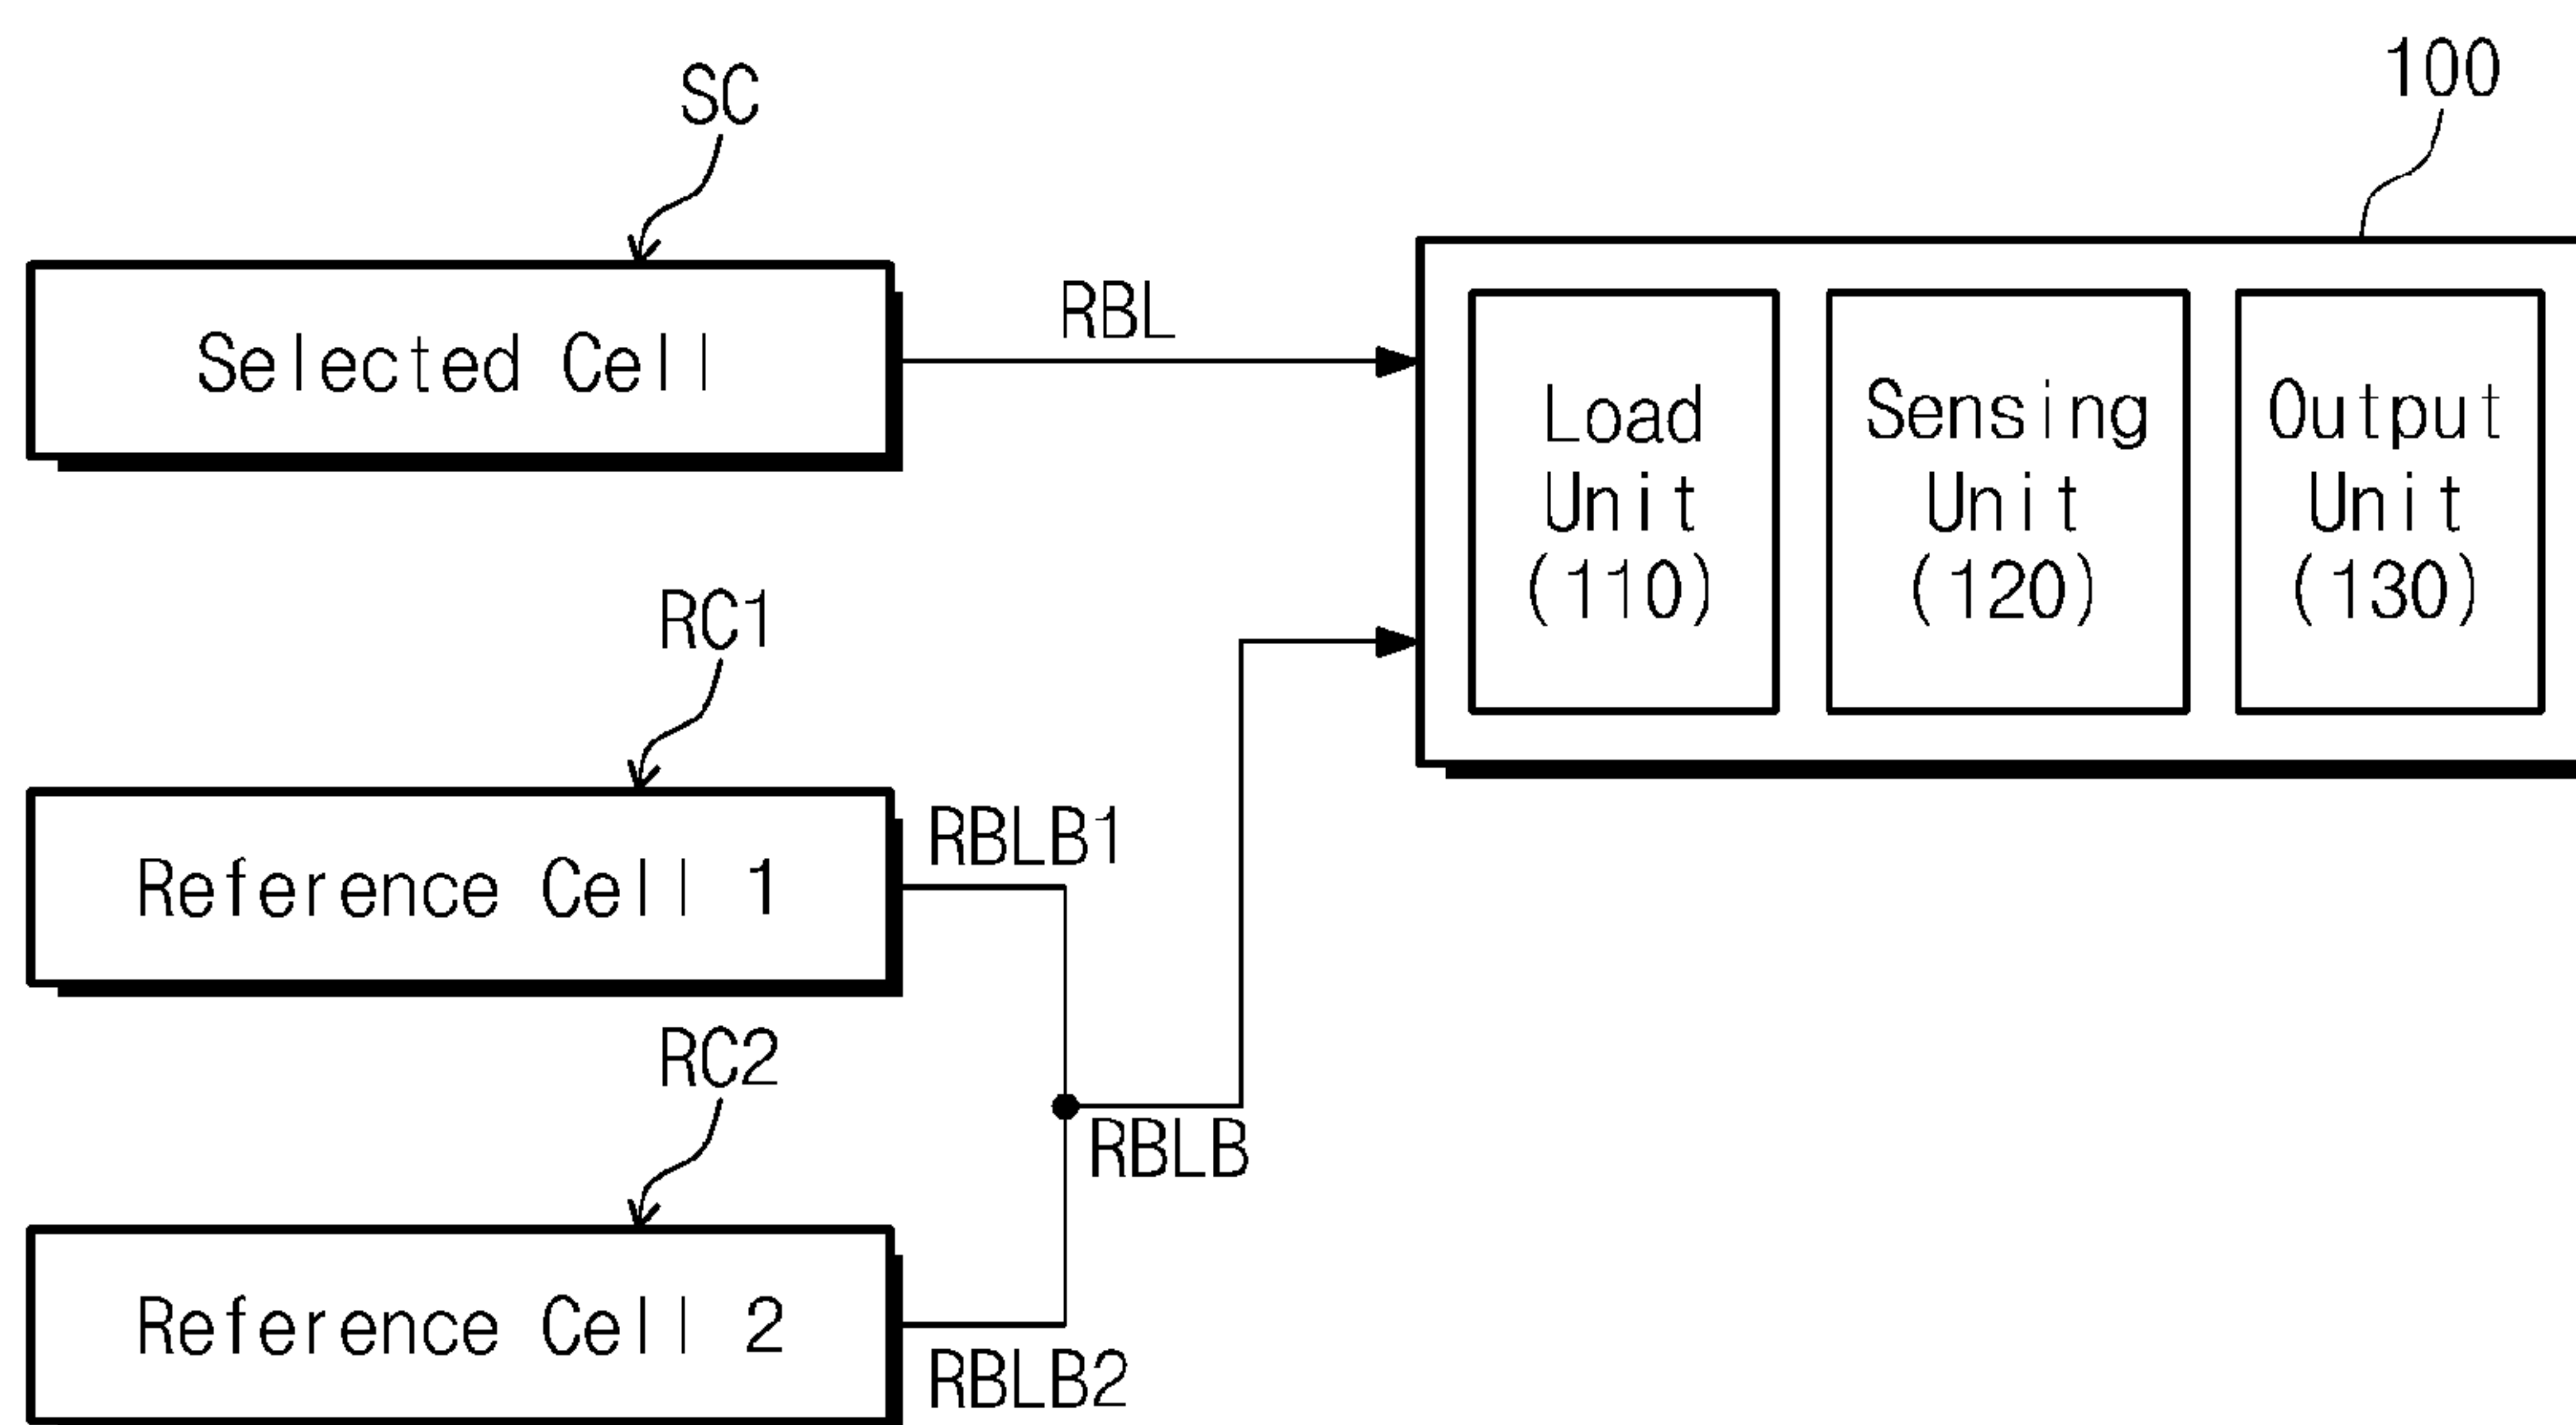 SC
100
Selected Cell
RBL
Load
Unit
(110)
Sensing
Unit
(120)
Output
Unit
(130)
RC1
Reference Cell 1
RBLB1
RC2
RBLB
Reference Cell 2
RBLB2